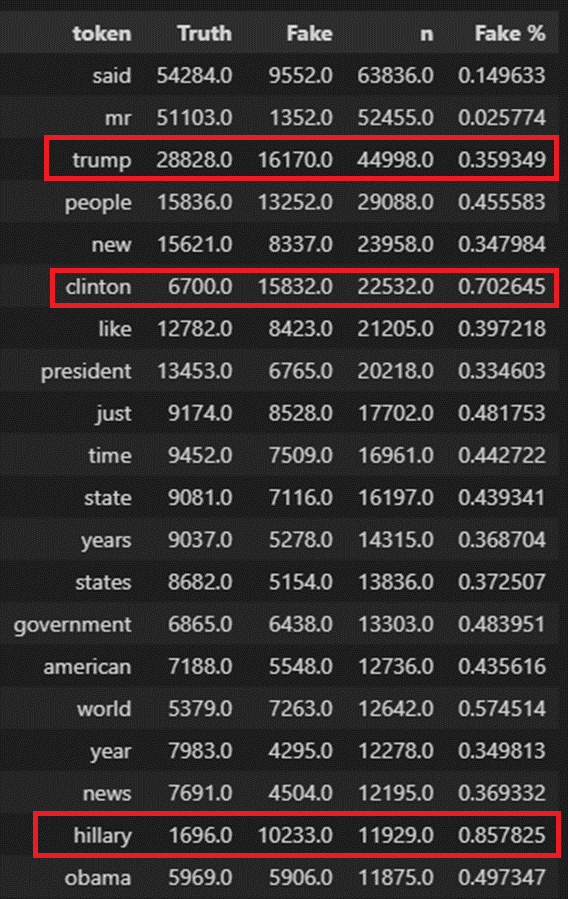 token Truth Fake n Fake %
said 54284.0 9552.0 63836.0 0.149633
mr 51103.0 1352.0 52455.0 0.025774
trump 28828.0 16170.0 44998.0 0.359349
people 15836.0 13252.0 29088.0 0.455583
new 15621.0 8337.0 23958.0 0.347984
clinton 6700.0 15832.0 22532.0 0.702645
like 12782.0 8423.0 21205.0 0.397218
president 13453.0 6765.0 20218.0 0.334603
just 9174.0 8528.0 17702.0 0.481753
time 9452.0 7509.0 16961.0 0.442722
state 9081.0 7116.0 16197.0 0.439341
years 9037.0 5278.0 14315.0 0.368704
states 8682.0 5154.0 13836.0 0.372507
government 6865.0 6438.0 13303.0 0.483951
american 7188.0 5548.0 12736.0 0.435616
world 5379.0 7263.0 12642.0 0.574514
year 7983.0 4295.0 12278.0 0.349813
news 7691.0 4504.0 12195.0 0.369332
hillary 1696.0 10233.0 11929.0 0.857825
obama 5969.0 5906.0 11875.0 0.497347